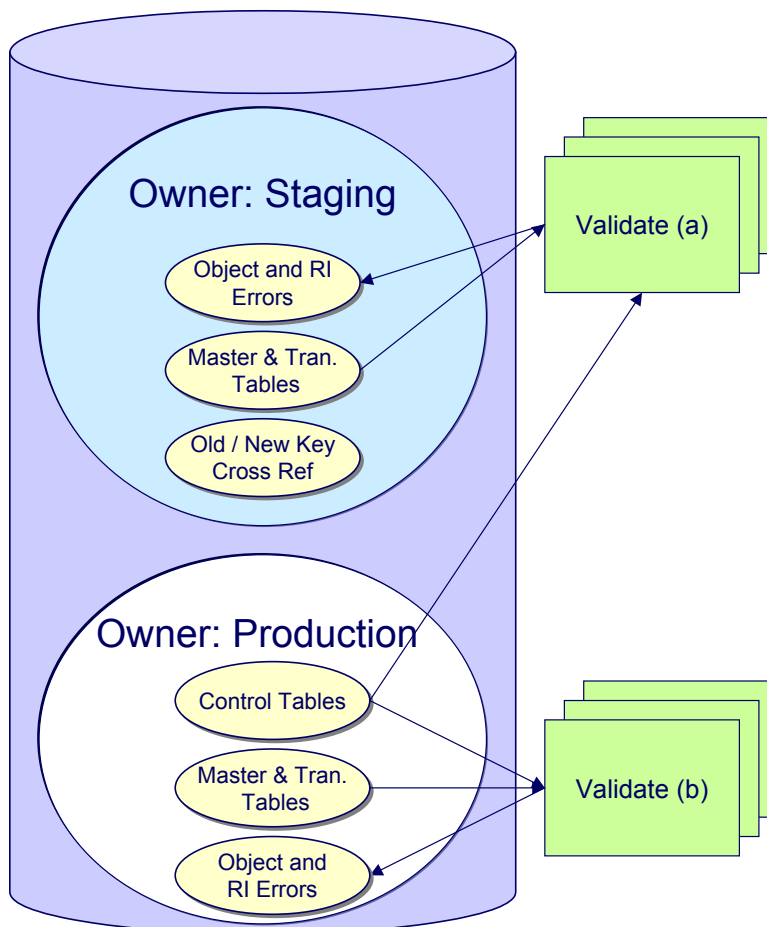 Owner: Staging
Object and RI
Errors
Master & Tran.
Tables
Old / New Key
Cross Ref
Validate (a)
Owner: Production
Control Tables
Master & Tran.
Tables
Object and
RI Errors
Validate (b)